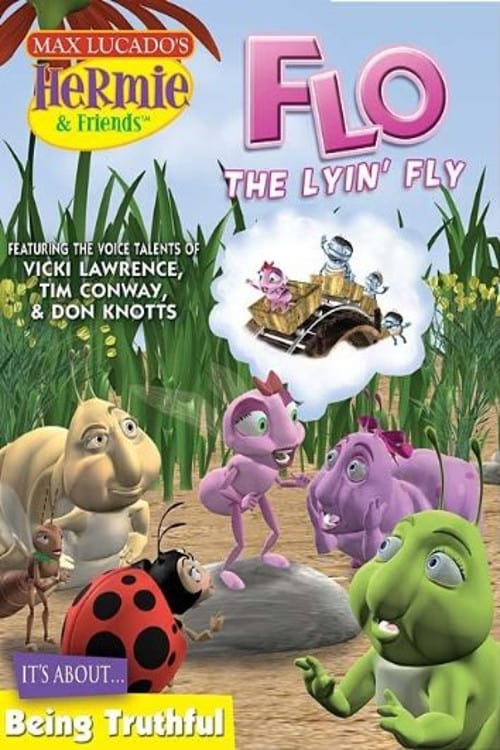 MAX LUCADO'S
HeRmie
& Friends™
FLO
THE LYIN' FLY
FEATURING THE VOICE TALENTS OF
VICKI LAWRENCE,
TIM CONWAY,
& DON KNOTTS
IT'S ABOUT...
Being Truthful